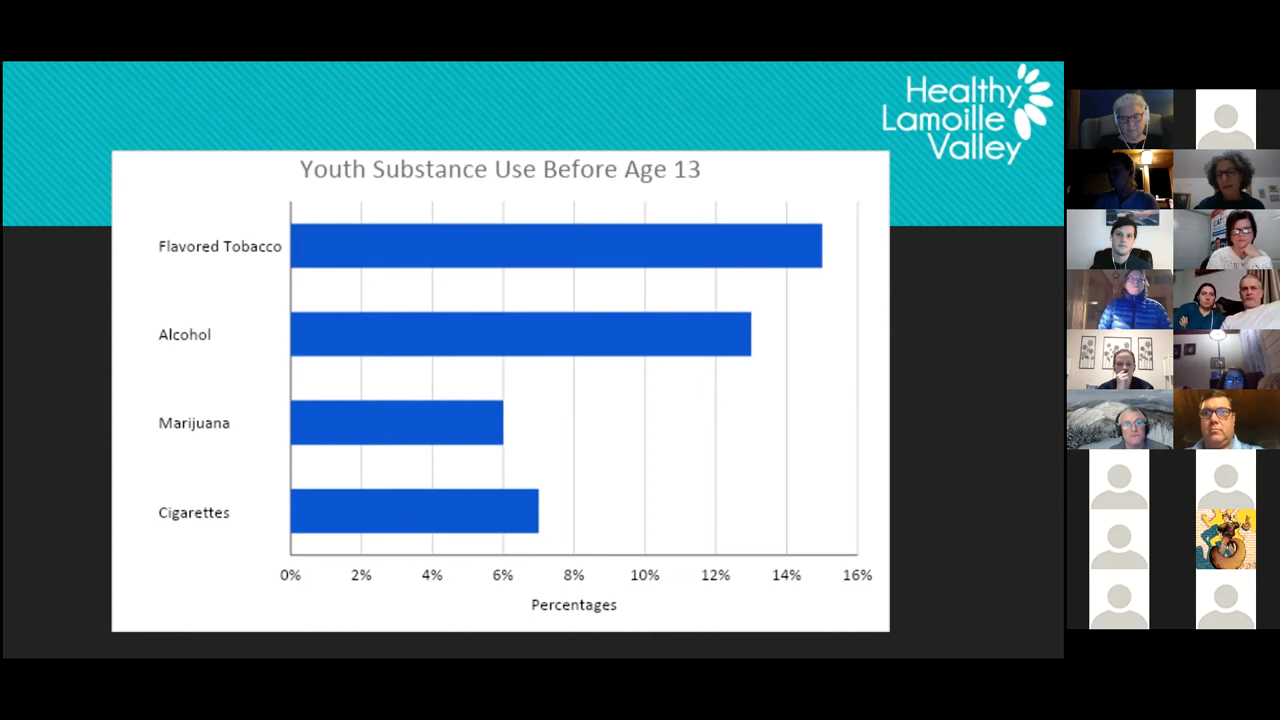 Healthy
Lamoille
Valley
Youth Substance Use Before Age 13
Flavored Tobacco
Alcohol
Marijuana
Cigarettes
0% 2% 4% 6% 8% 10% 12% 14% 16%
Percentages